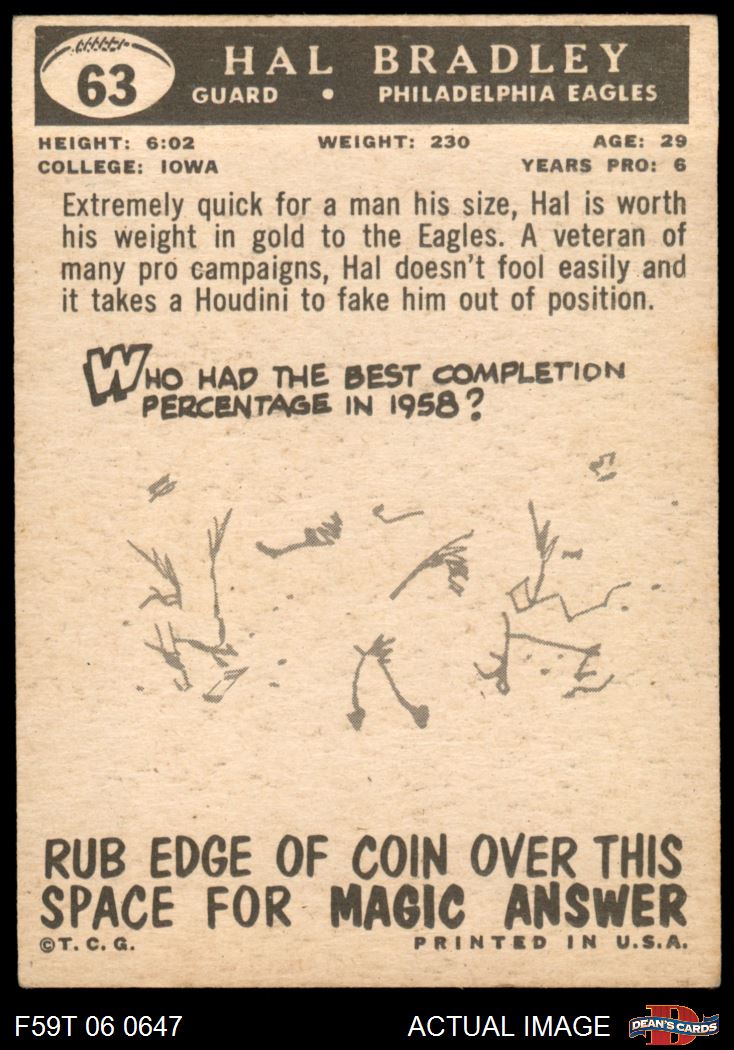 63
HAL BRADLEY
GUARD • PHILADELPHIA EAGLES
HEIGHT: 6:02 WEIGHT: 230 AGE: 29
COLLEGE: IOWA YEARS PRO: 6
Extremely quick for a man his size, Hal is worth
his weight in gold to the Eagles. A veteran of
many pro campaigns, Hal doesn't fool easily and
it takes a Houdini to fake him out of position.
WHO HAD THE BEST COMPLETION
PERCENTAGE IN 1958?
RUB EDGE OF COIN OVER THIS
SPACE FOR MAGIC ANSWER
©T. C. G. PRINTED IN U.S.A.
F59T 06 0647 ACTUAL IMAGE D DEAN'S CARDS